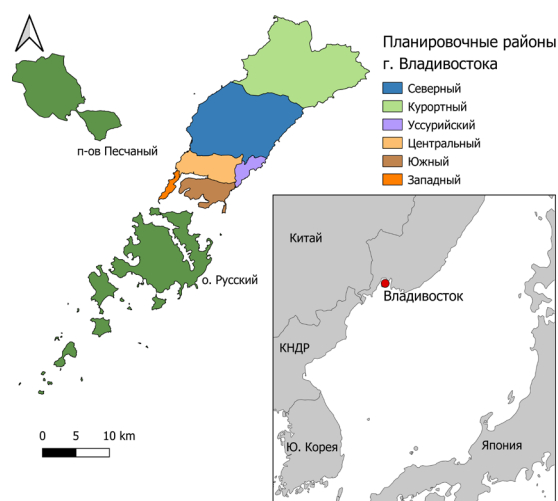 Планировочные районы
г. Владивостока
Северный
Курортный
Уссурийский
Центральный
Южный
Западный
п-ов Песчаный
о. Русский
Китай
Владивосток
КНДР
Ю. Корея
Япония
0 5 10 km